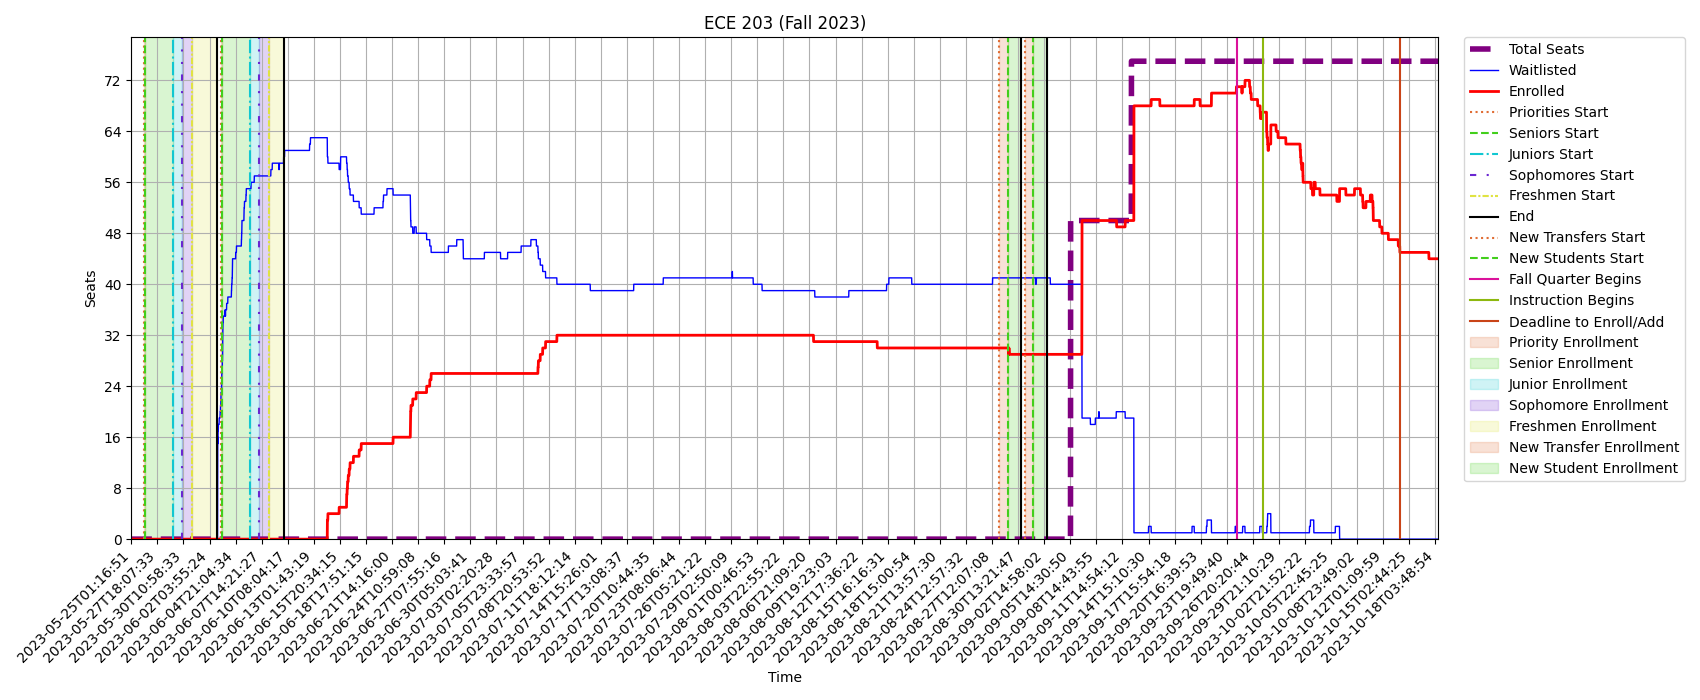 ECE 203 (Fall 2023)
Seats
72
64
56
48
40
32
24
16
8
0
2023-05-25T01:16:51
2023-05-27T18:07:33
2023-05-30T10:58:33
2023-06-02T03:55:24
2023-06-04T21:04:34
2023-06-07T14:21:27
2023-06-10T08:04:17
2023-06-13T01:43:19
2023-06-15T20:34:15
2023-06-18T17:51:15
2023-06-21T14:16:00
2023-06-24T10:59:08
2023-06-27T07:55:16
2023-06-30T05:03:41
2023-07-03T02:20:28
2023-07-05T23:33:57
2023-07-08T20:53:52
2023-07-11T18:12:14
2023-07-14T15:26:01
2023-07-17T13:08:37
2023-07-20T10:44:35
2023-07-23T08:06:44
2023-07-26T05:21:22
2023-07-29T02:50:09
2023-08-01T00:46:53
2023-08-03T22:55:22
2023-08-06T21:09:20
2023-08-09T19:23:03
2023-08-12T17:36:22
2023-08-15T16:16:31
2023-08-18T15:00:54
2023-08-21T13:57:30
2023-08-24T12:57:32
2023-08-27T12:07:08
2023-08-30T13:21:47
2023-09-02T14:58:02
2023-09-05T14:30:50
2023-09-08T14:43:55
2023-09-11T14:54:12
2023-09-14T15:10:30
2023-09-17T15:54:18
2023-09-20T16:39:53
2023-09-23T19:49:40
2023-09-26T20:20:44
2023-09-29T21:10:29
2023-10-02T21:52:22
2023-10-05T22:45:25
2023-10-08T23:49:02
2023-10-12T01:09:59
2023-10-15T02:44:25
2023-10-18T03:48:54
Time
Total Seats
Waitlisted
Enrolled
Priorities Start
Seniors Start
Juniors Start
Sophomores Start
Freshmen Start
End
New Transfers Start
New Students Start
Fall Quarter Begins
Instruction Begins
Deadline to Enroll/Add
Priority Enrollment
Senior Enrollment
Junior Enrollment
Sophomore Enrollment
Freshmen Enrollment
New Transfer Enrollment
New Student Enrollment